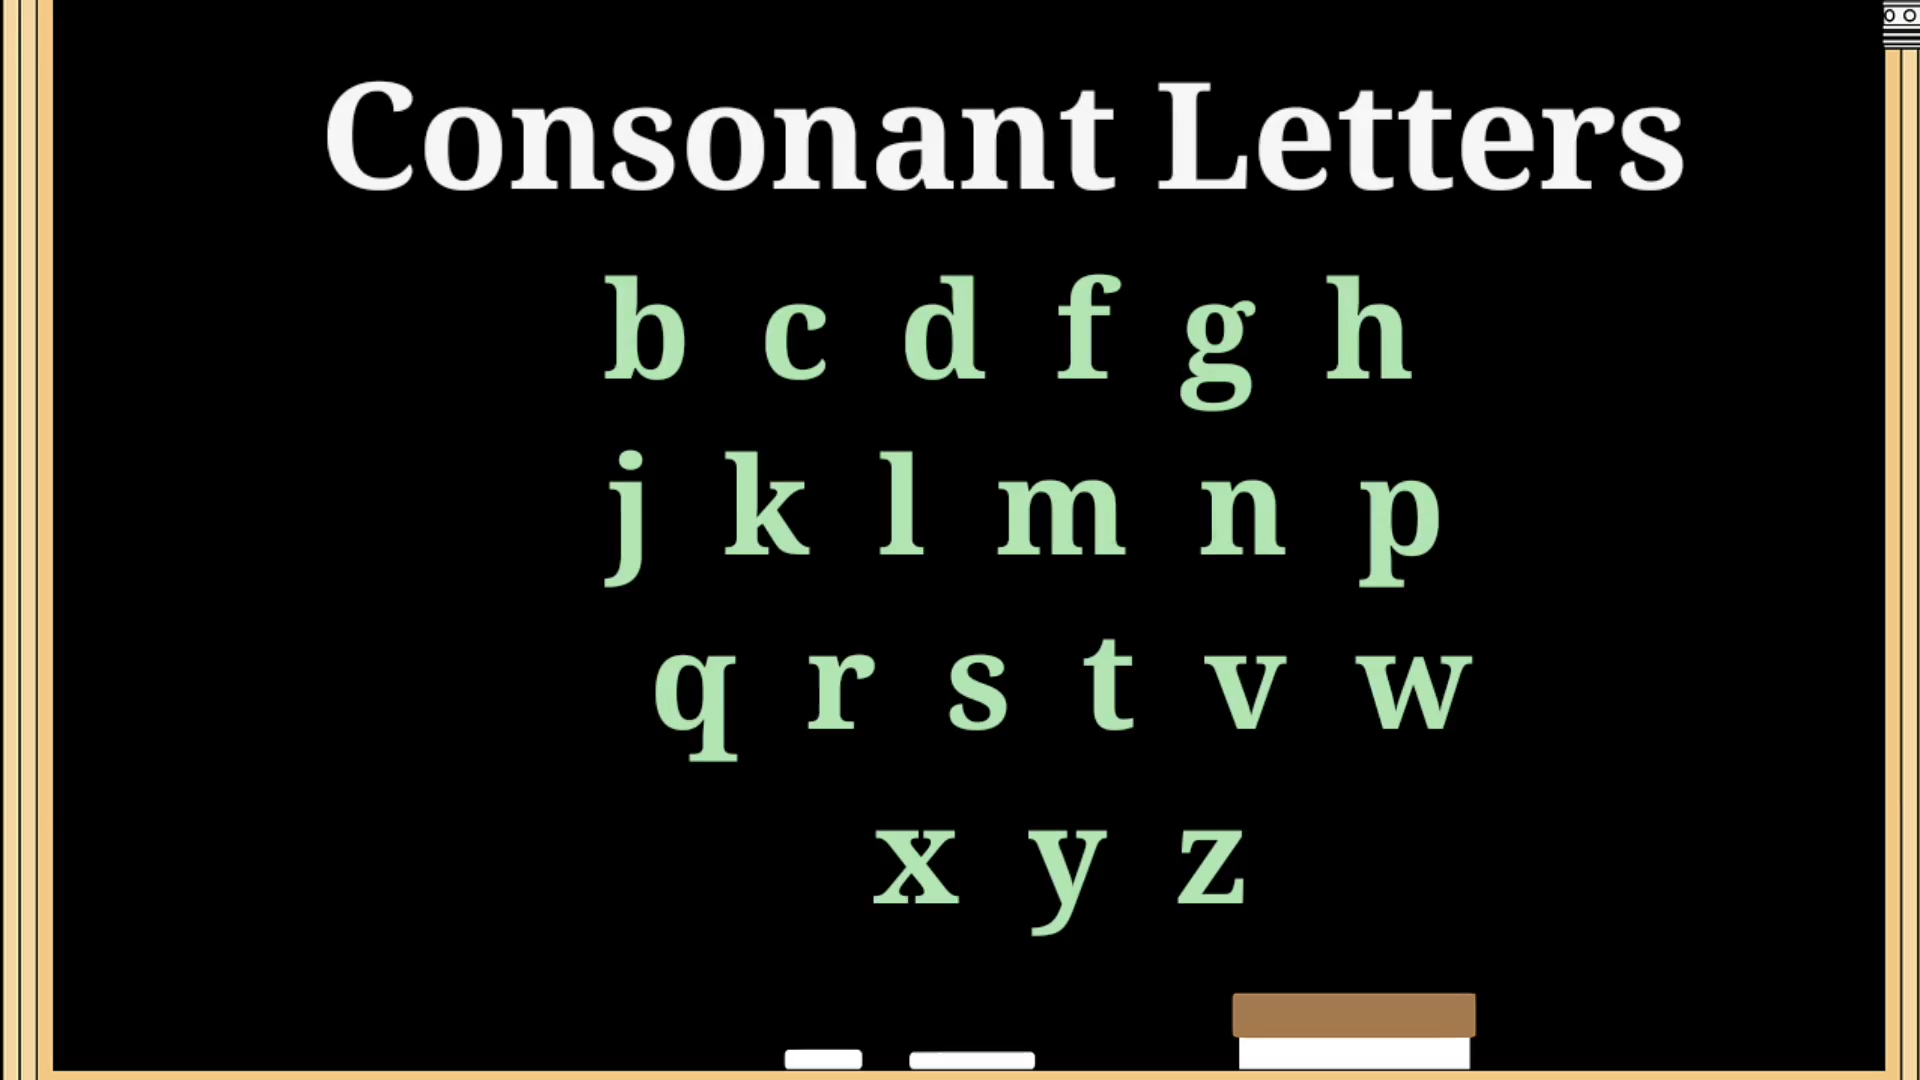 Consonant Letters
b c d f g h
j k l m n p
q r s t v w
x y z